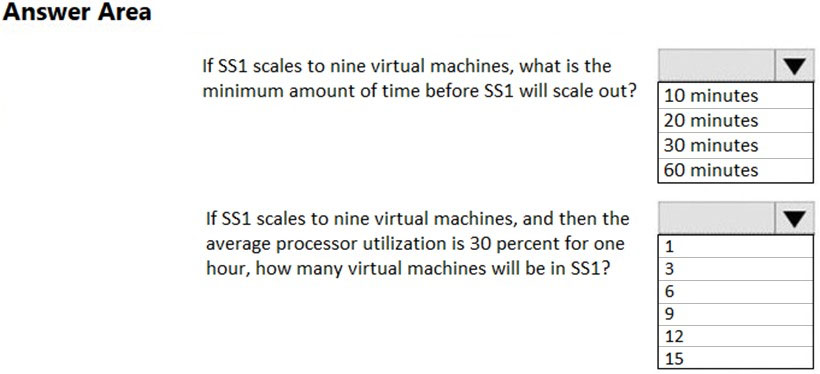 Answer Area
If SS1 scales to nine virtual machines, what is the
minimum amount of time before SS1 will scale out?
10 minutes
20 minutes
30 minutes
60 minutes
If SS1 scales to nine virtual machines, and then the
average processor utilization is 30 percent for one
hour, how many virtual machines will be in SS1?
1
3
6
9
12
15